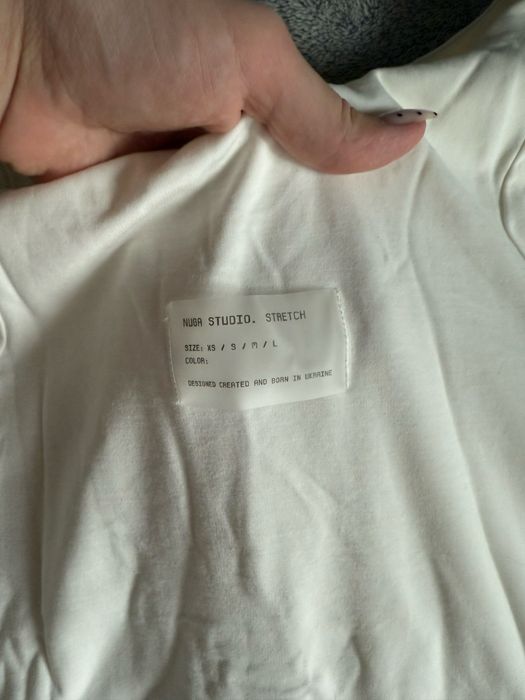 NUGA STUDIO. STRETCH
SIZE: XS / S / M / L
COLOR:
DESIGNED CREATED AND BORN IN UKRAINE